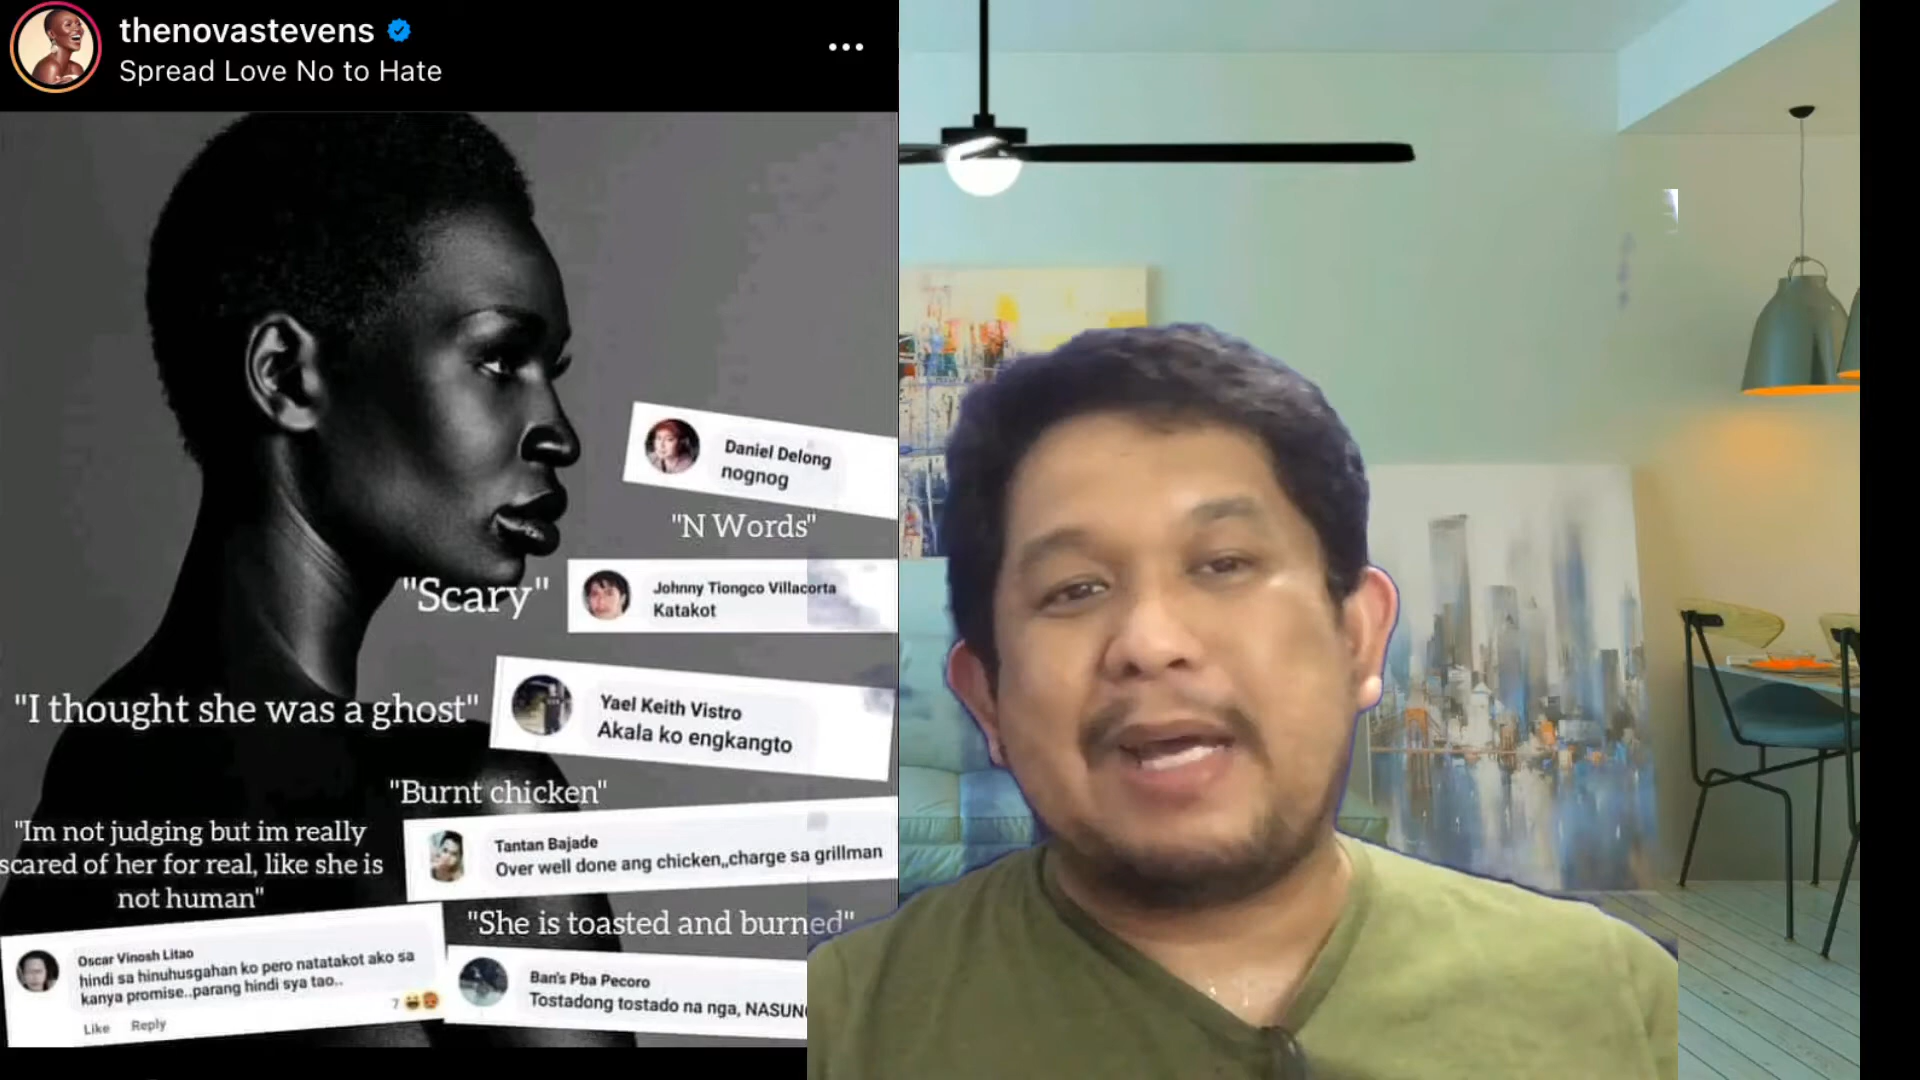 thenovastevens
Spread Love No to Hate
Daniel Delong
nognog
"N Words"
"Scary"
Johnny Tiongco Villacorta
Katakot
"I thought she was a ghost"
Yael Keith Vistro
Akala ko engkangto
"Burnt chicken"
"Im not judging but im really
scared of her for real, like she is
not human"
Tantan Bajade
Over well done ang chicken,,charge sa grillman
"She is toasted and burned"
Oscar Vinosh Litao
hindi sa hinuhusgahan ko pero natatakot ako sa
kanya promise..parang hindi sya tao..
7
Like Reply
Ban's Pba Pecoro
Tostadong tostado na nga, NASUN